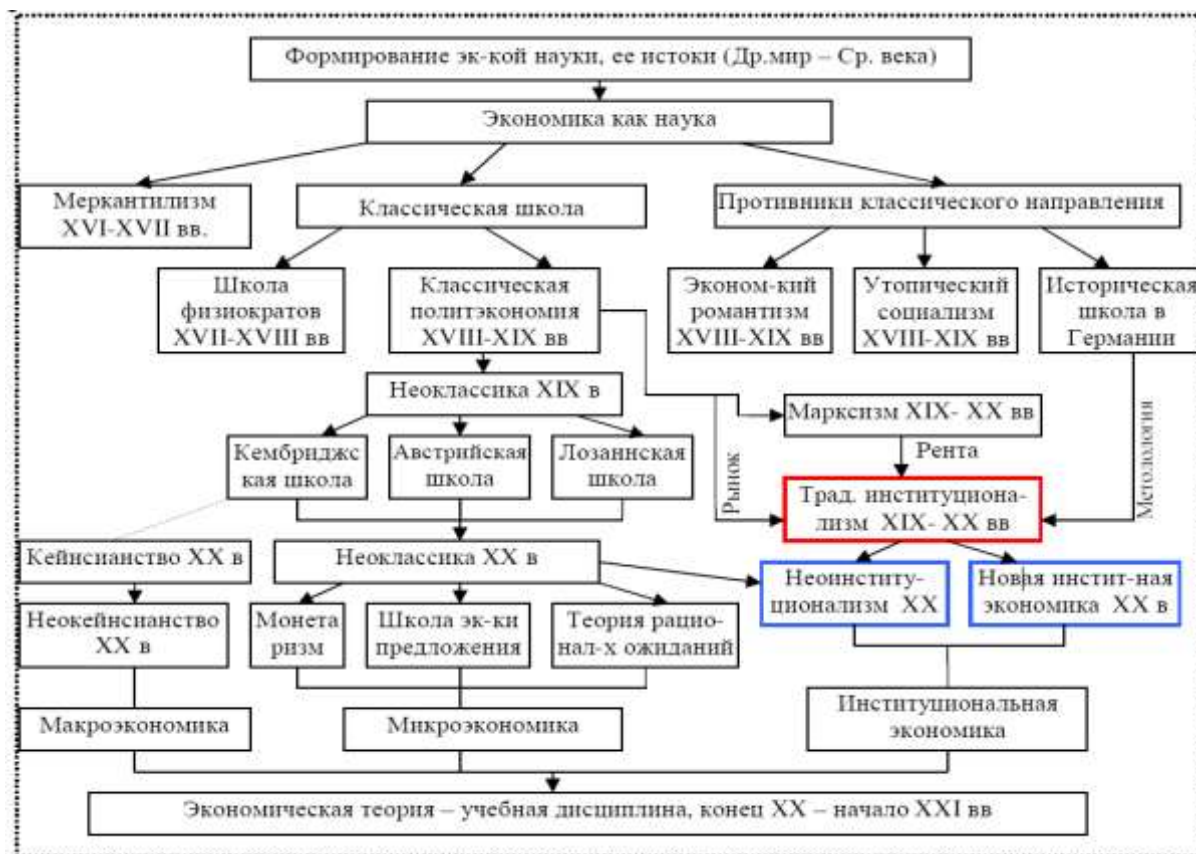 Формирование эк-кой науки, ее истоки (Др.мир – Ср. века)
Экономика как наука
Меркантилизм
XVI-XVII вв.
Классическая школа
Противники классического направления
Школа
физиократов
XVII-XVIII вв
Классическая
политэкономия
XVIII-XIX вв
Эконом-кий
романтизм
XVIII-XIX вв
Утопический
социализм
XVIII-XIX вв
Историческая
школа в
Германии
Неоклассика XIX в
Марксизм XIX- XX вв
Кембриджс
кая школа
Австрийская
школа
Лозаннская
школа
Рынок
Рента
Методология
Трад. институциона-
лизм XIX- XX вв
Кейнсианство XX в
Неоклассика XX в
Неоинститу-
ционализм XX
Новая инстит-ная
экономика XX в
Неокейнсианство
XX в
Монета
ризм
Школа эк-ки
предложения
Теория рацио-
нал-х ожиданий
Макроэкономика
Микроэкономика
Институциональная
экономика
Экономическая теория – учебная дисциплина, конец XX – начало XXI вв